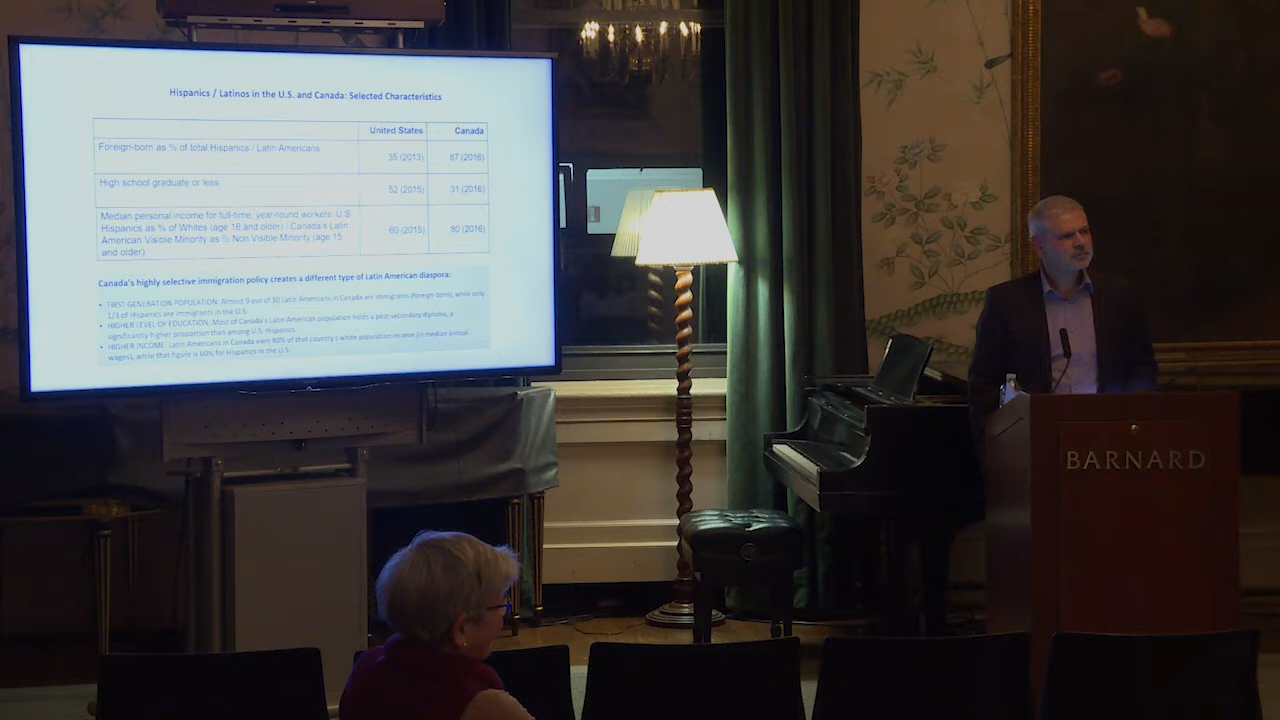 Hispanics / Latinos in the U.S. and Canada: Selected Characteristics
United States Canada
Foreign-born as % of total Hispanics / Latin Americans 35 (2013) 87 (2016)
High school graduate or less 52 (2015) 31 (2016)
Median personal income for full-time, year-round workers: U.S.
Hispanics as % of Whites (age 16 and older) / Canada's Latin
American Visible Minority as % Non Visible Minority (age 15
and older) 60 (2015) 80 (2016)
Canada's highly selective immigration policy creates a different type of Latin American diaspora:
• FIRST GENERATION POPULATION: Almost 9 out of 10 Latin Americans in Canada are immigrants (foreign-born), while only
1/3 of Hispanics are immigrants in the U.S.
• HIGHER LEVEL OF EDUCATION: Most of Canada's Latin American population holds a post-secondary diploma, a
significantly higher proportion than among U.S. Hispanics.
• HIGHER INCOME: Latin Americans in Canada earn 80% of that country's white population income (in median annual
wages), while that figure is 60% for Hispanics in the U.S.
BARNARD